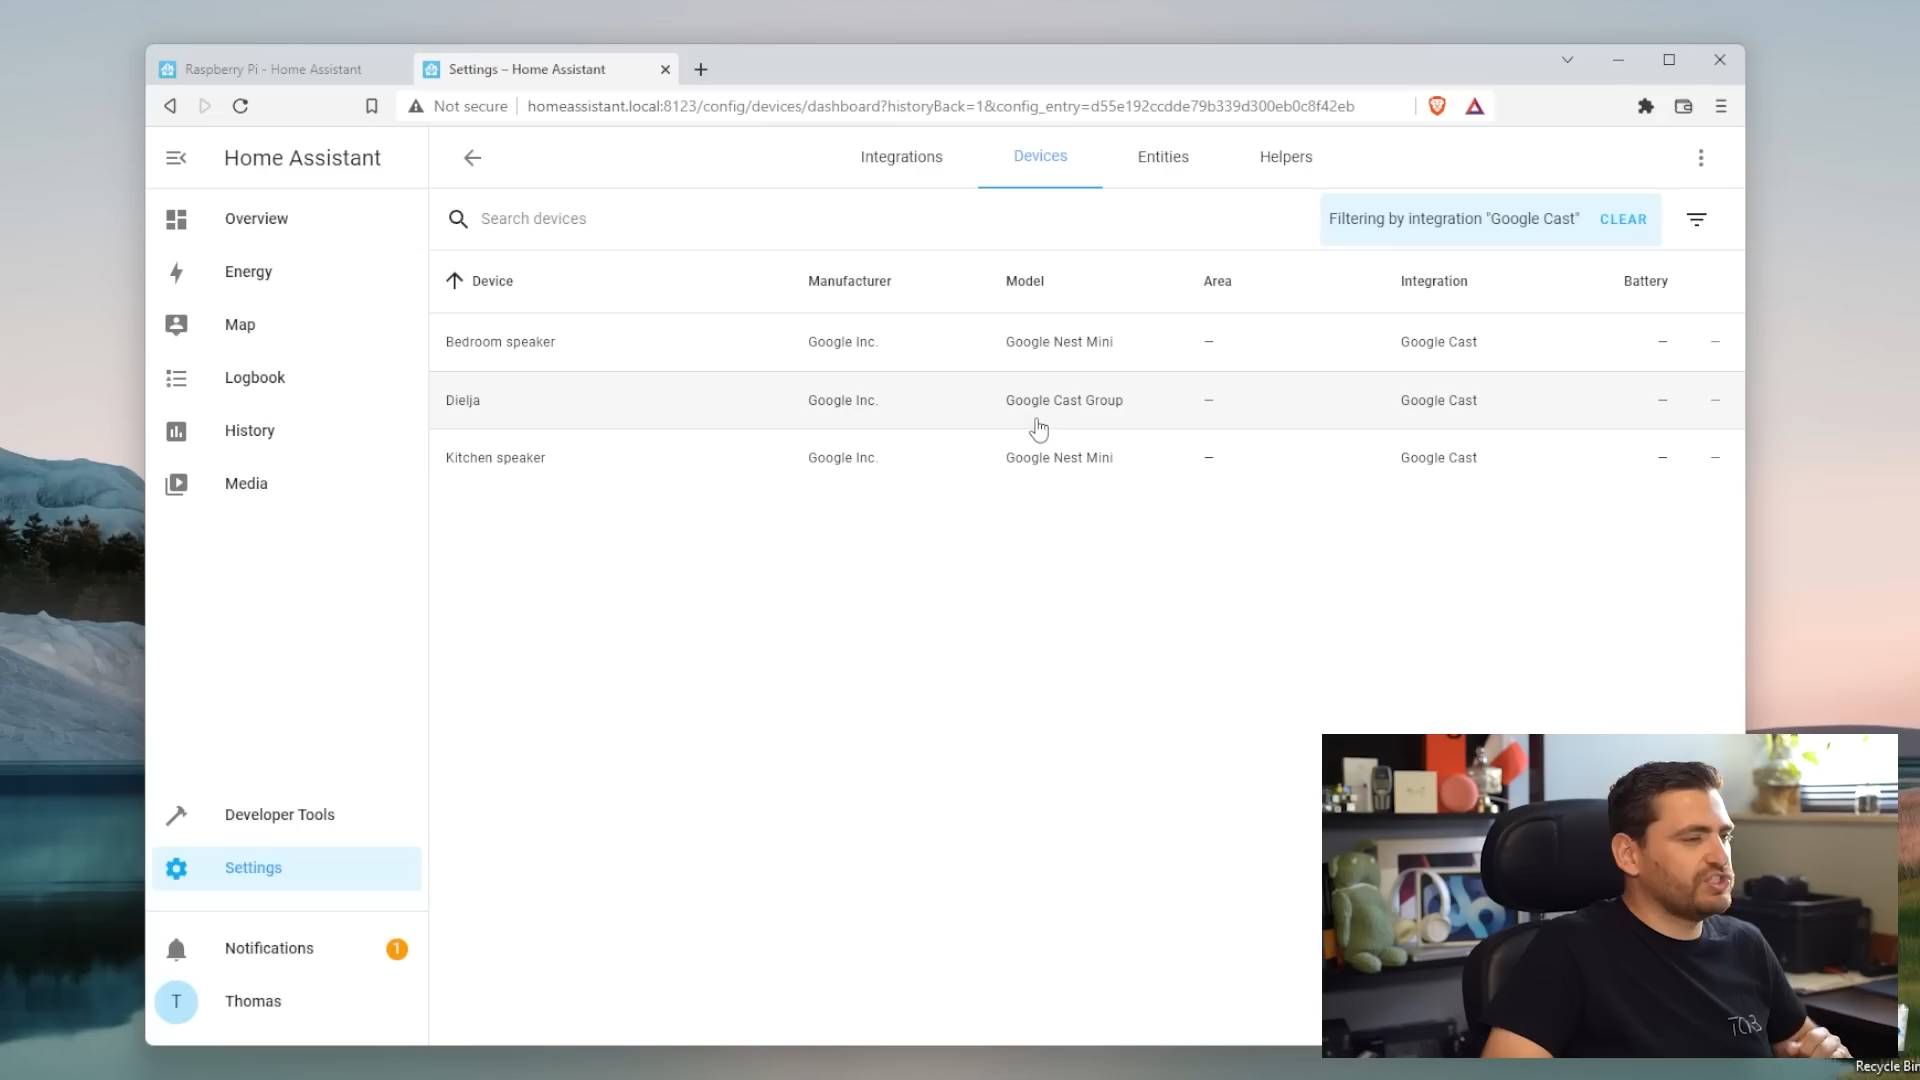 Raspberry Pi - Home Assistant
Settings – Home Assistant
Not secure
homeassistant.local:8123/config/devices/dashboard?historyBack=1&config_entry=d55e192ccdde79b339d300eb0c8f42eb
Home Assistant
Integrations
Devices
Entities
Helpers
Overview
Energy
Map
Logbook
History
Media
Developer Tools
Settings
Notifications
1
T
Thomas
Search devices
Filtering by integration "Google Cast"
CLEAR
Device Manufacturer Model Area Integration Battery
Bedroom speaker Google Inc. Google Nest Mini – Google Cast – –
Dielja Google Inc. Google Cast Group – Google Cast – –
Kitchen speaker Google Inc. Google Nest Mini – Google Cast – –
Recycle Bin